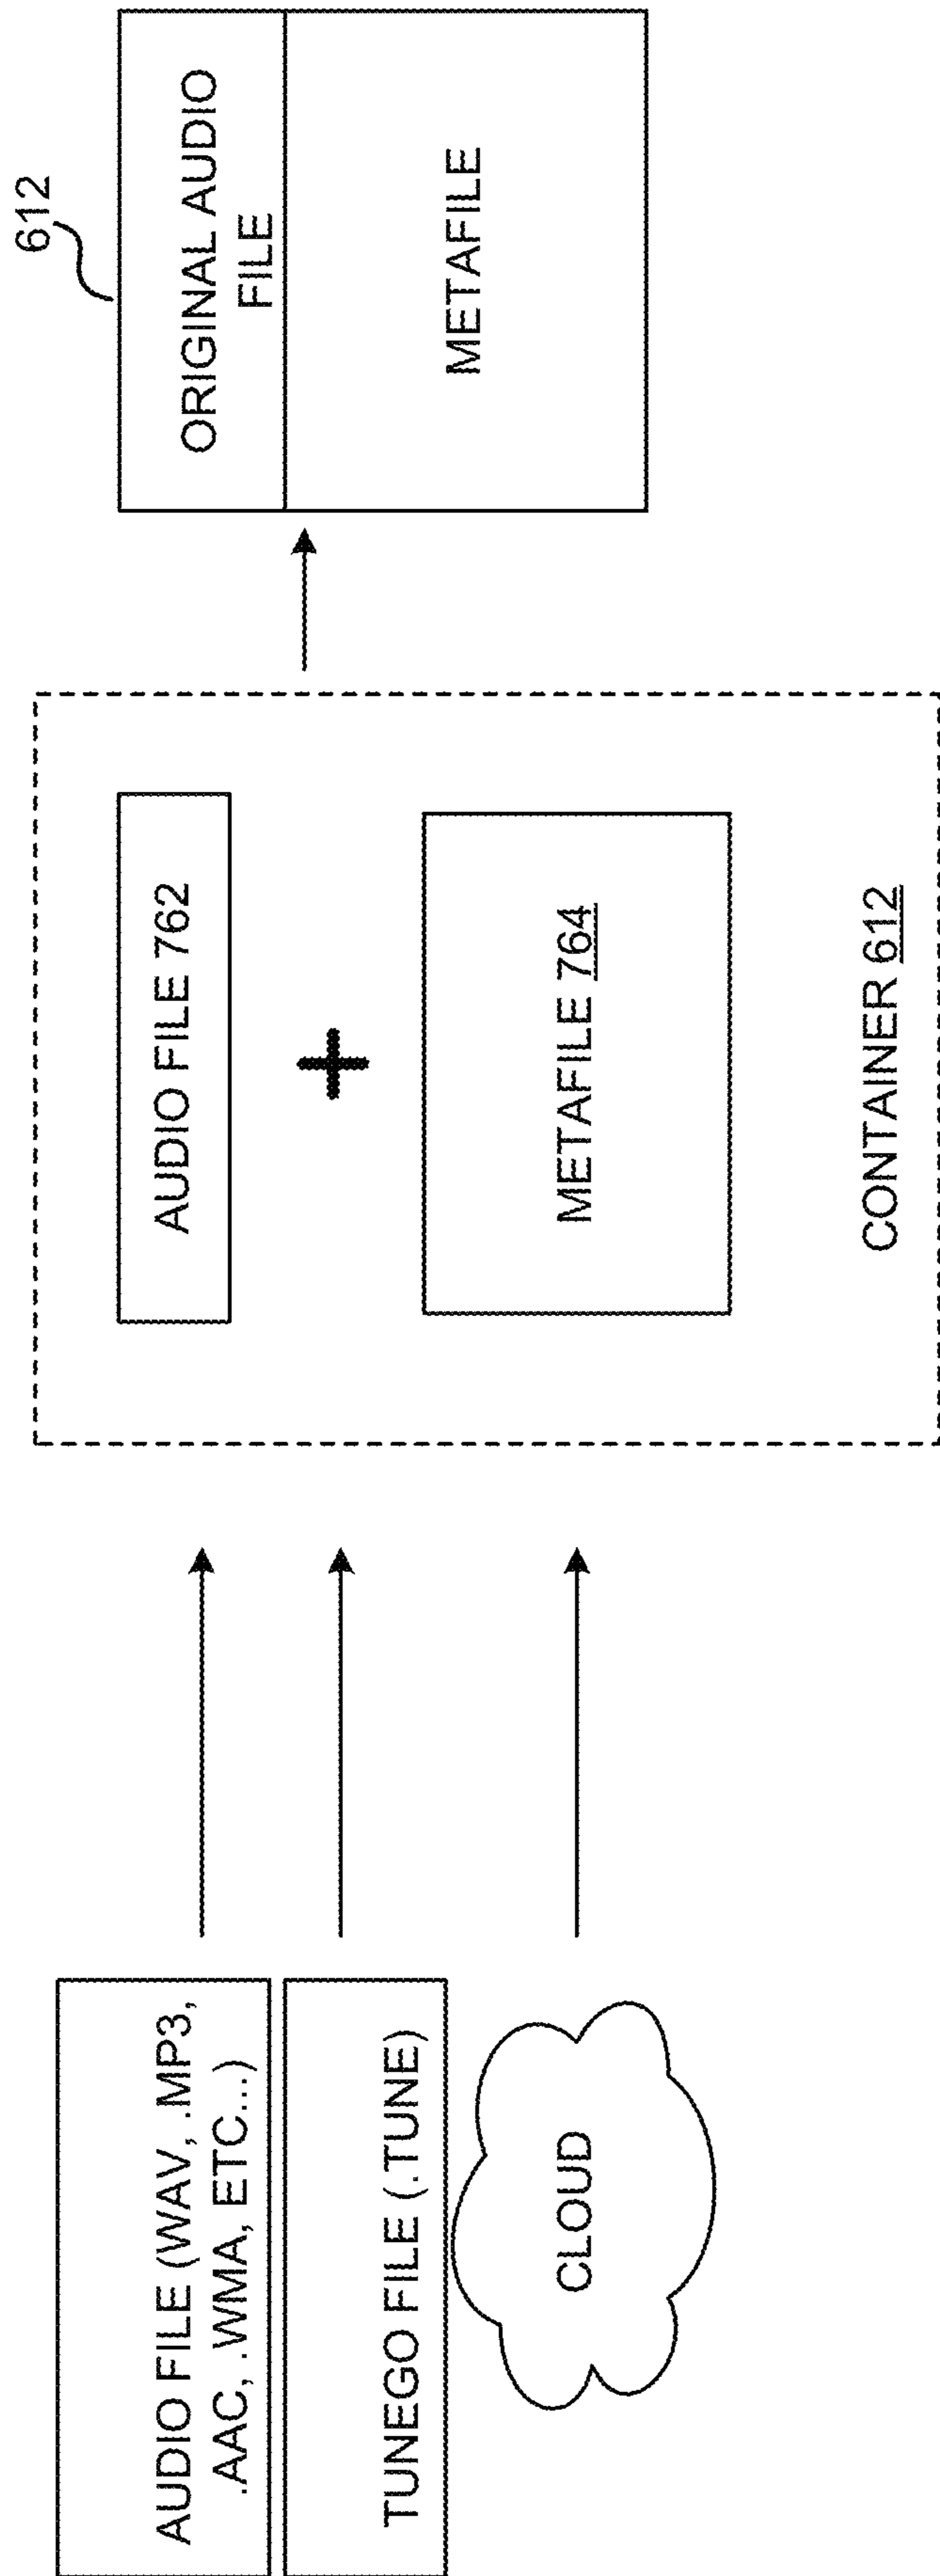 AUDIO FILE (WAV, .MP3,
.AAC, .WMA, ETC...)
TUNEGO FILE (.TUNE)
CLOUD
AUDIO FILE 762
+
METAFILE 764
CONTAINER 612
612
ORIGINAL AUDIO
FILE
METAFILE